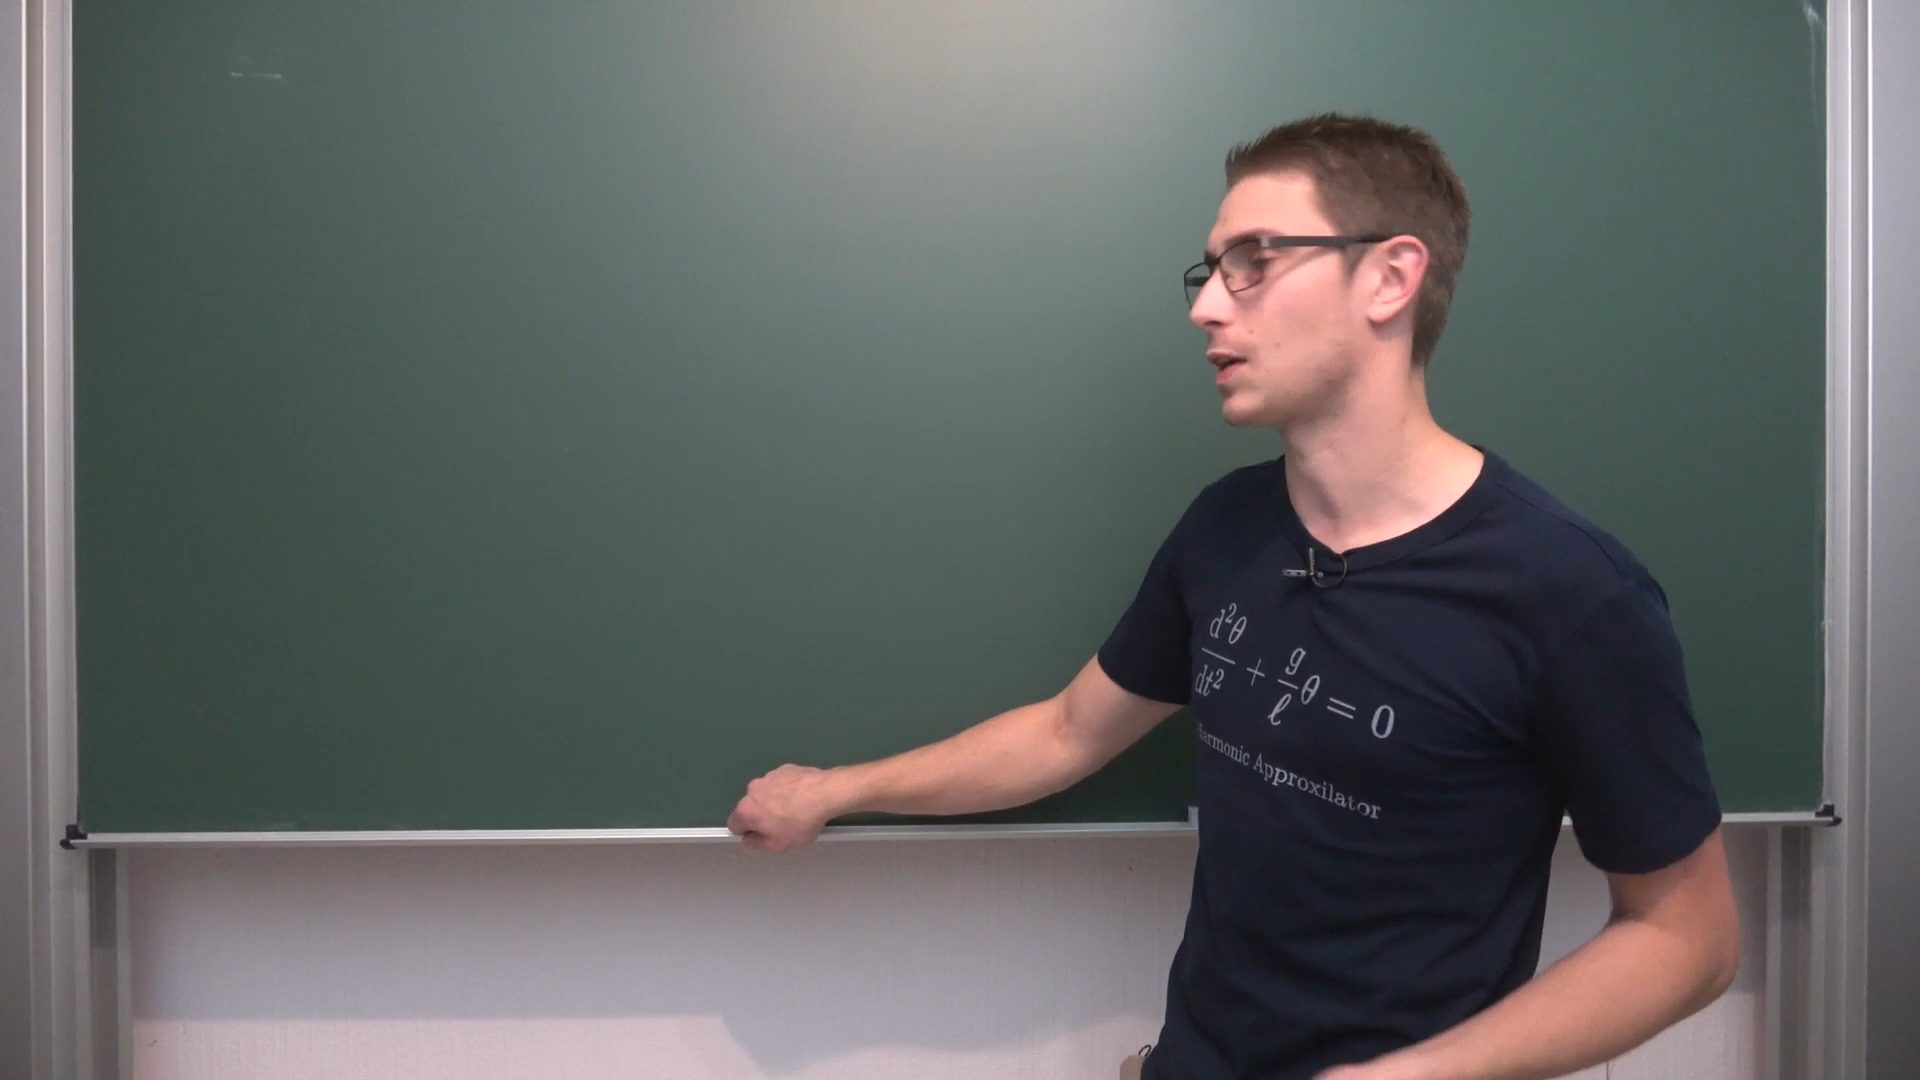 d²θ/dt² + g/ℓ θ = 0
Harmonic Approxilator